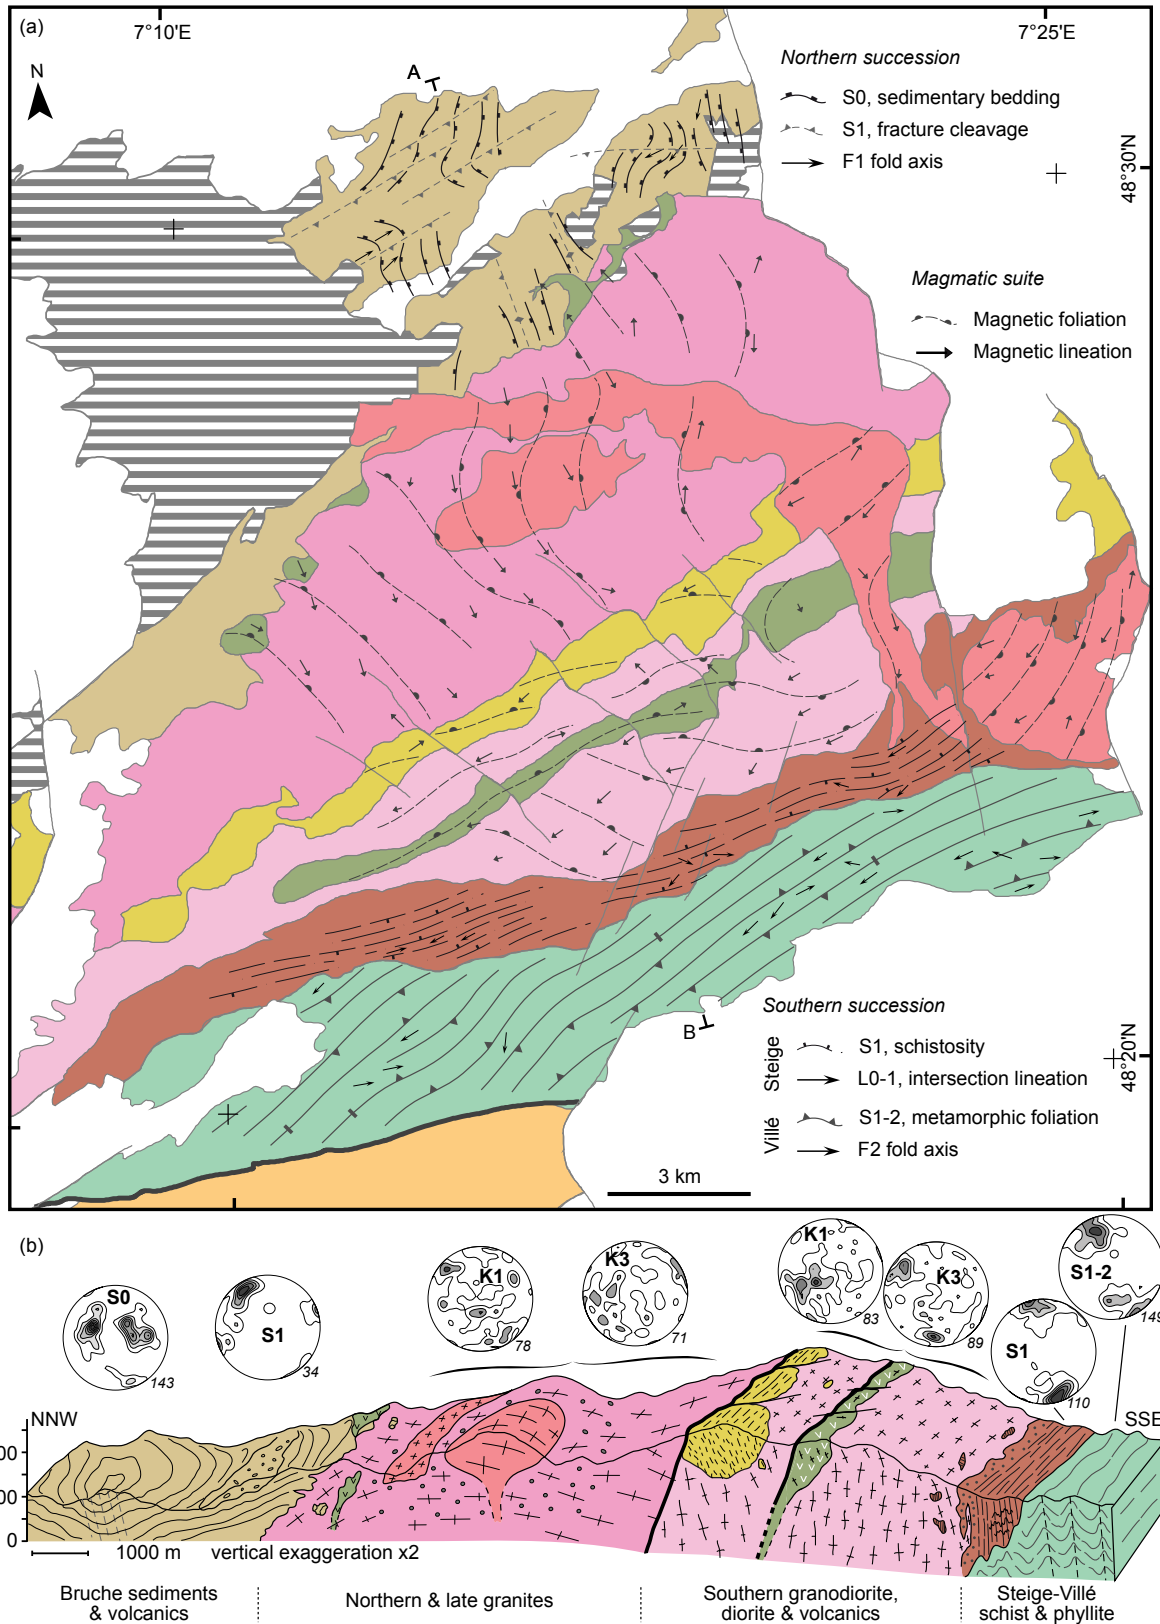 (a)
7°10'E
7°25'E
N
A
Northern succession
S0, sedimentary bedding
S1, fracture cleavage
F1 fold axis
48°30'N
Magmatic suite
Magnetic foliation
Magnetic lineation
B
Southern succession
Steige
S1, schistosity
L0-1, intersection lineation
Villé
S1-2, metamorphic foliation
F2 fold axis
48°20'N
3 km
(b)
S0
143
S1
34
K1
78
K3
71
K1
83
K3
89
S1
110
S1-2
149
NNW
SSE
00
00
0
1000 m
vertical exaggeration x2
Bruche sediments
& volcanics
Northern & late granites
Southern granodiorite,
diorite & volcanics
Steige-Villé
schist & phyllite